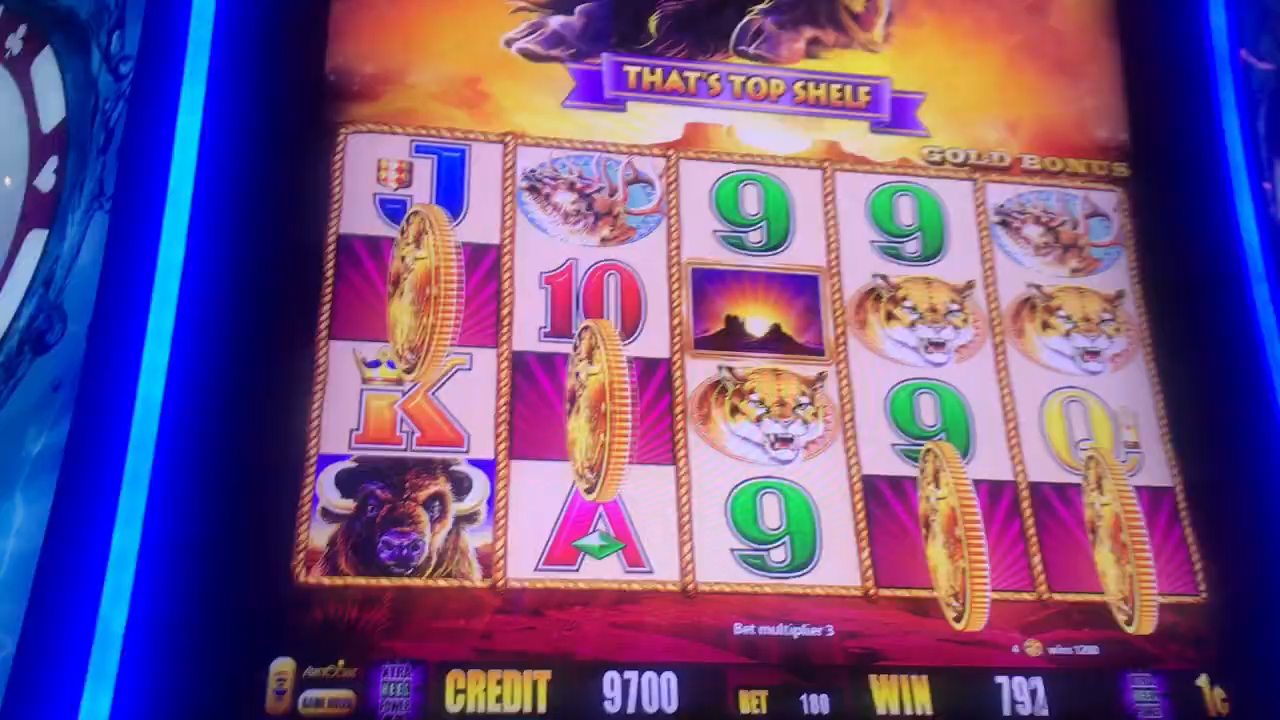 THAT'S TOP SHELF
GOLD BONUS
J 9 9
10
K 9 Q
A 9
Bet multiplier 3
CREDIT 9700 BET 180 WIN 792 1¢